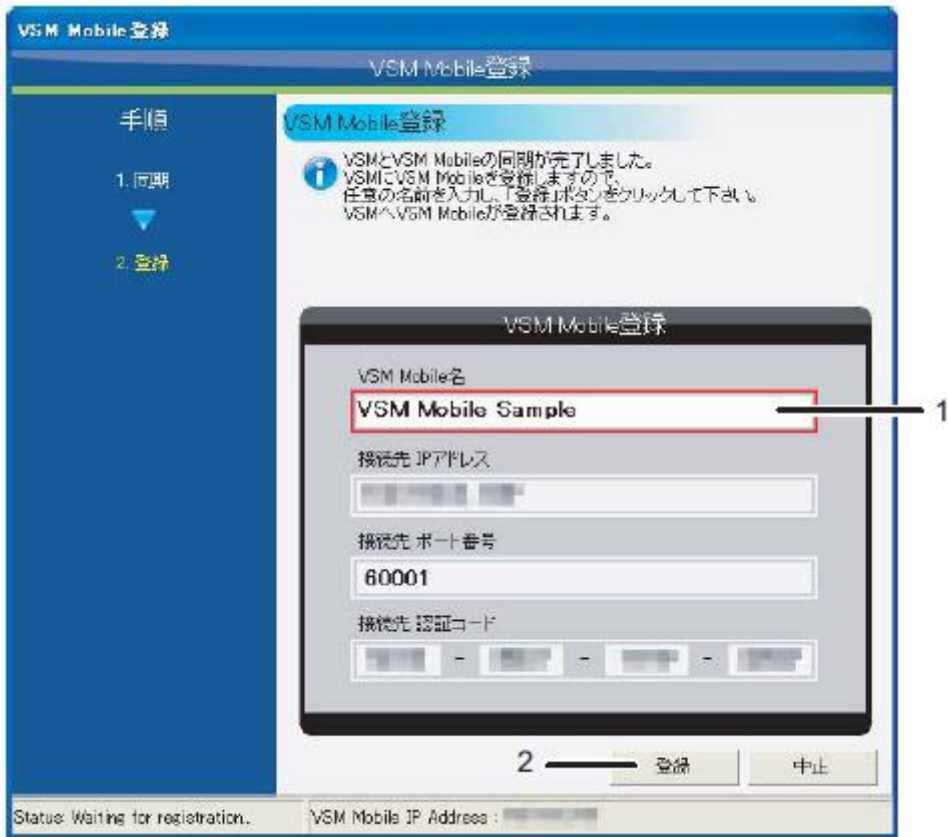 VSM Mobile登録
VSM Mobile登録
手順
1. 同期
2. 登録
VSM Mobile登録
VSMとVSM Mobileの同期が完了しました。
VSMにVSM Mobileを登録しますので、
任意の名前を入力し、「登録」ボタンをクリックして下さい。
VSMへVSM Mobileが登録されます。
VSM Mobile登録
VSM Mobile名
VSM Mobile Sample
1
接続先 IPアドレス
接続先 ポート番号
60001
接続先 認証コード
- - -
2
登録
中止
Status: Waiting for registration..
VSM Mobile IP Address :